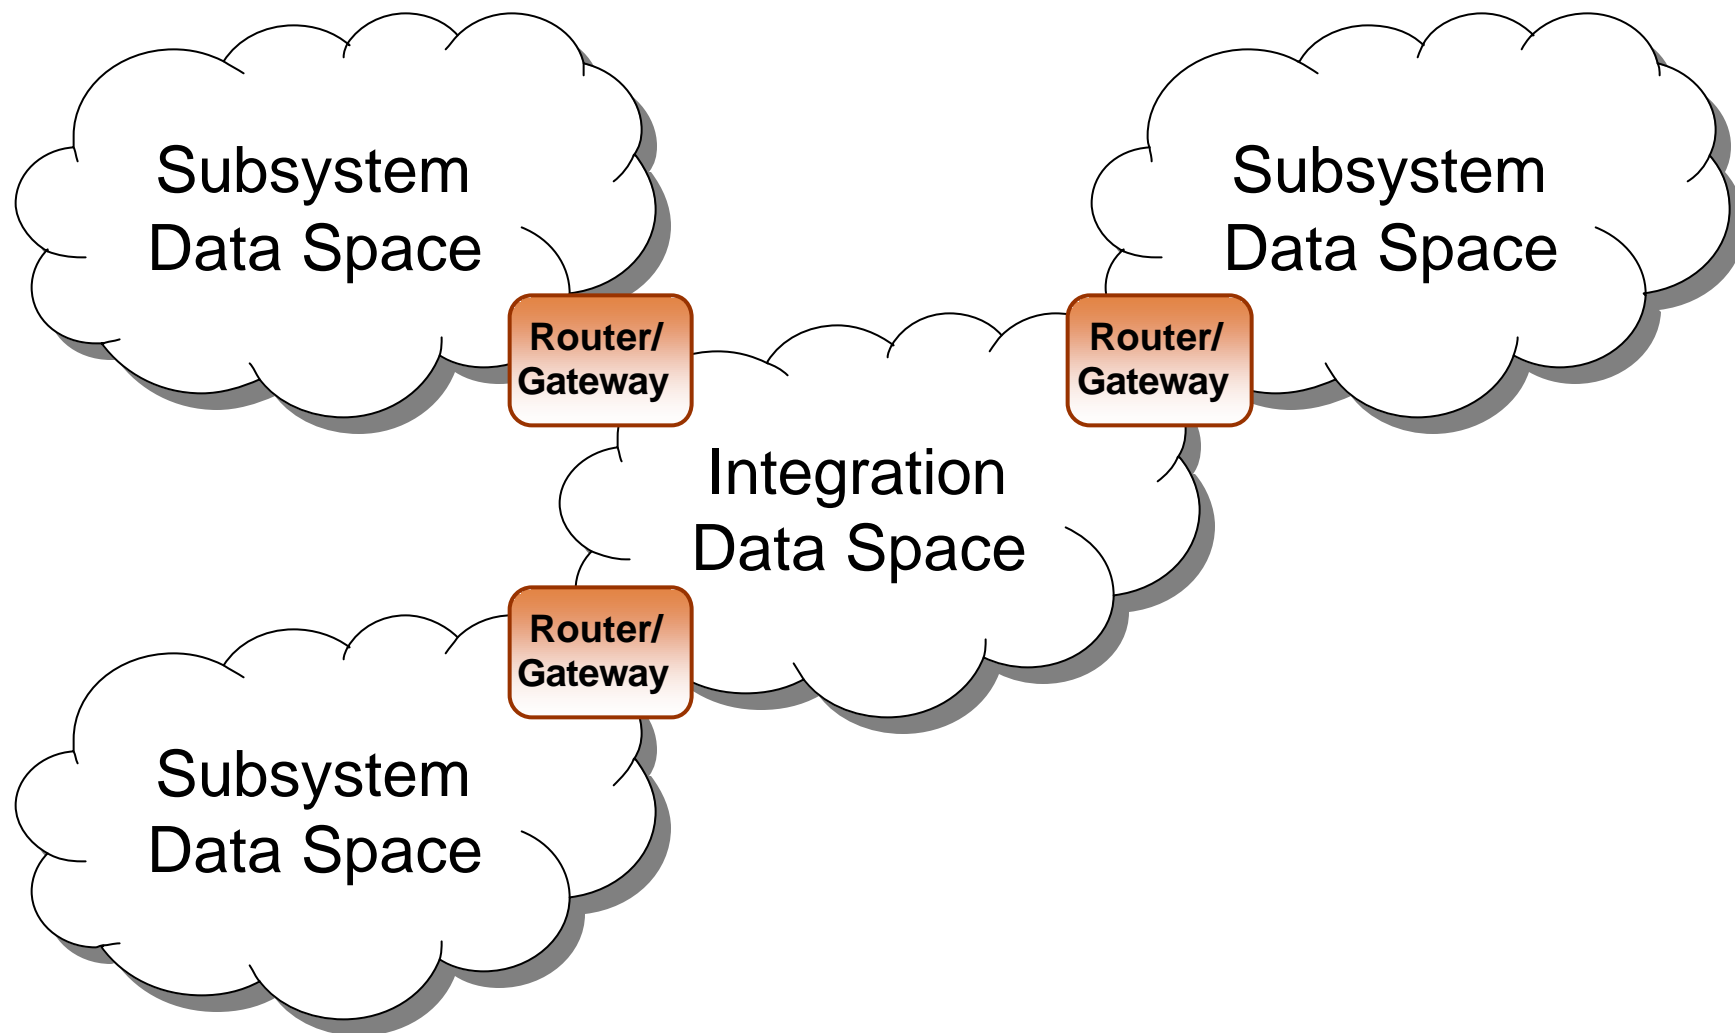 Subsystem
Data Space
Subsystem
Data Space
Router/
Gateway
Router/
Gateway
Integration
Data Space
Router/
Gateway
Subsystem
Data Space